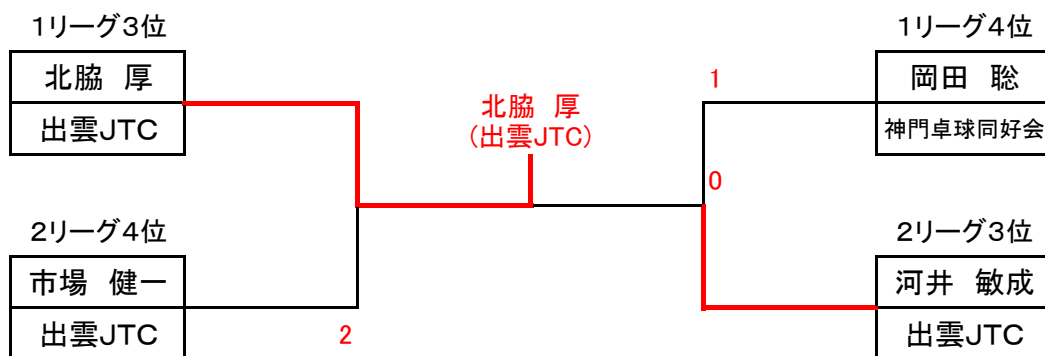 1リーグ3位
北脇 厚
出雲JTC
2リーグ4位
市場 健一
出雲JTC
2
北脇 厚
(出雲JTC)
1
0
1リーグ4位
岡田 聡
神門卓球同好会
2リーグ3位
河井 敏成
出雲JTC